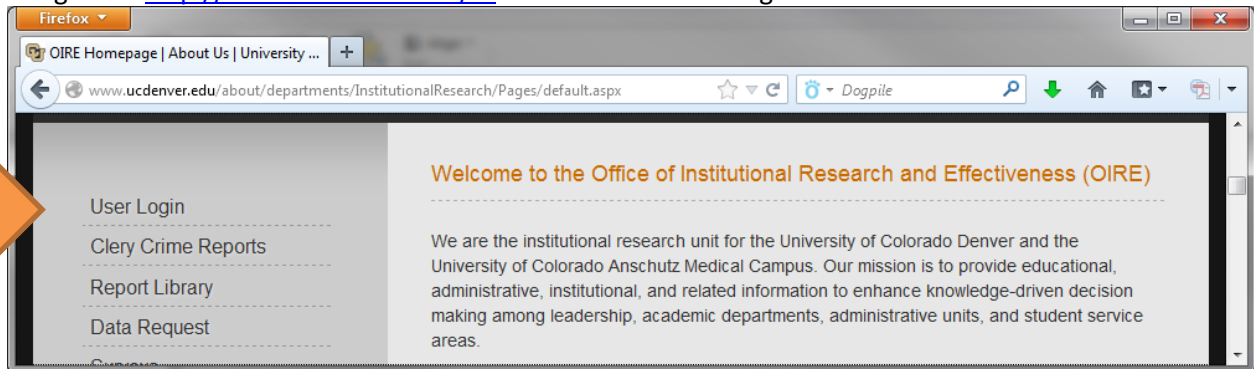 Firefox
OIRE Homepage | About Us | University ...
www.ucdenver.edu/about/departments/InstitutionalResearch/Pages/default.aspx
Dogpile
User Login
Clery Crime Reports
Report Library
Data Request
Welcome to the Office of Institutional Research and Effectiveness (OIRE)
We are the institutional research unit for the University of Colorado Denver and the
University of Colorado Anschutz Medical Campus. Our mission is to provide educational,
administrative, institutional, and related information to enhance knowledge-driven decision
making among leadership, academic departments, administrative units, and student service
areas.